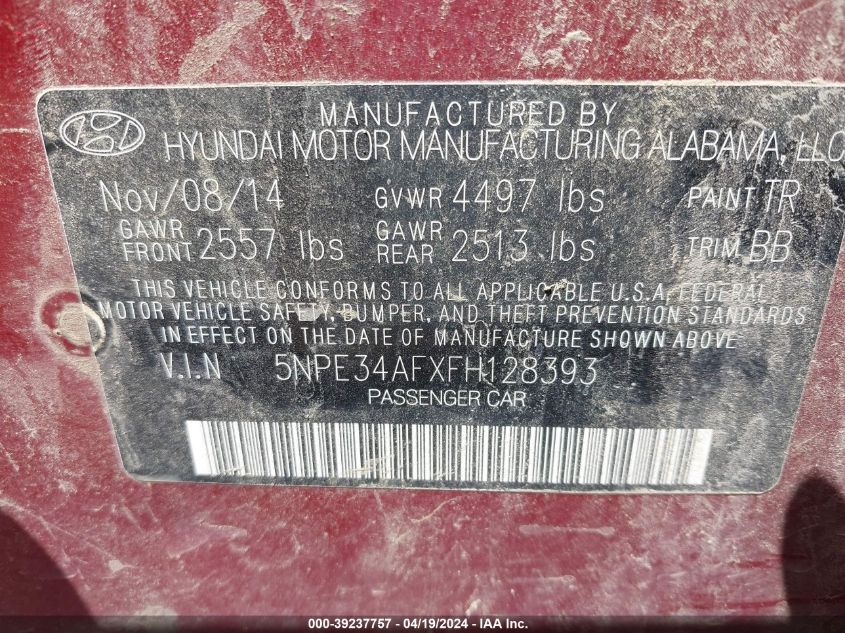 MANUFACTURED BY
HYUNDAI MOTOR MANUFACTURING ALABAMA, LLC
Nov/08/14 GVWR 4497 lbs PAINT TR
GAWR FRONT 2557 lbs GAWR REAR 2513 lbs TRIM BB
THIS VEHICLE CONFORMS TO ALL APPLICABLE U.S.A. FEDERAL
MOTOR VEHICLE SAFETY, BUMPER, AND THEFT PREVENTION STANDARDS
IN EFFECT ON THE DATE OF MANUFACTURE SHOWN ABOVE
V.I.N 5NPE34AFXFH128393
PASSENGER CAR
000-39237757 - 04/19/2024 - IAA Inc.